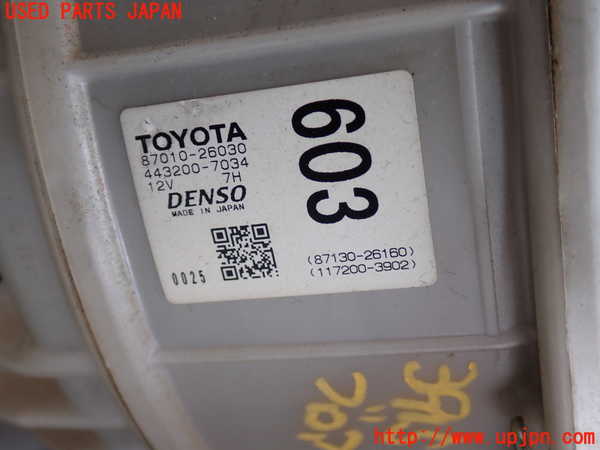 USED PARTS JAPAN
TOYOTA
87010-26030
443200-7034
12V 7H
DENSO
MADE IN JAPAN
0025
603
(87130-26160)
(117200-3902)
http://www.upjpn.com